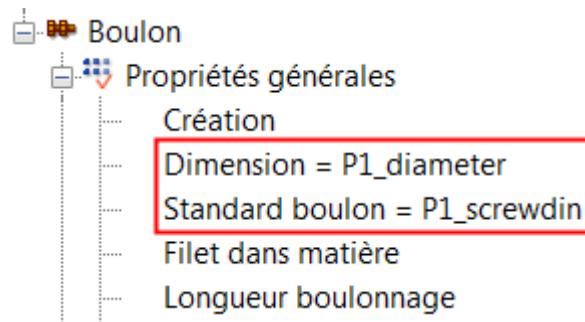 Boulon
Propriétés générales
Création
Dimension = P1_diameter
Standard boulon = P1_screwdin
Filet dans matière
Longueur boulonnage